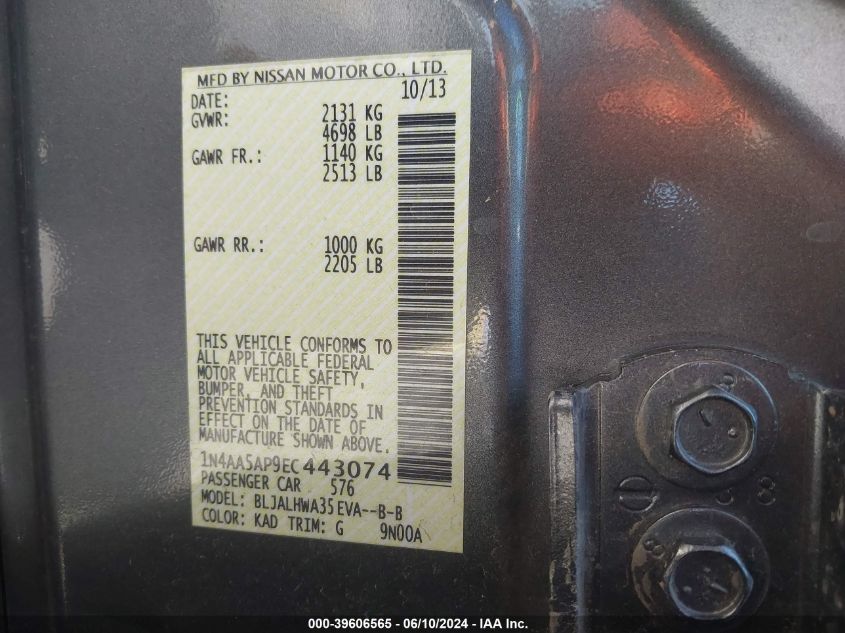 MFD BY NISSAN MOTOR CO., LTD.
DATE: 10/13
GVWR: 2131 KG
4698 LB
GAWR FR.: 1140 KG
2513 LB
GAWR RR.: 1000 KG
2205 LB
THIS VEHICLE CONFORMS TO
ALL APPLICABLE FEDERAL
MOTOR VEHICLE SAFETY,
BUMPER, AND THEFT
PREVENTION STANDARDS IN
EFFECT ON THE DATE OF
MANUFACTURE SHOWN ABOVE.
1N4AA5AP9EC443074
PASSENGER CAR 576
MODEL: BLJALHWA35EVA--B-B
COLOR: KAD TRIM: G 9N00A
8
8
000-39606565 - 06/10/2024 - IAA Inc.